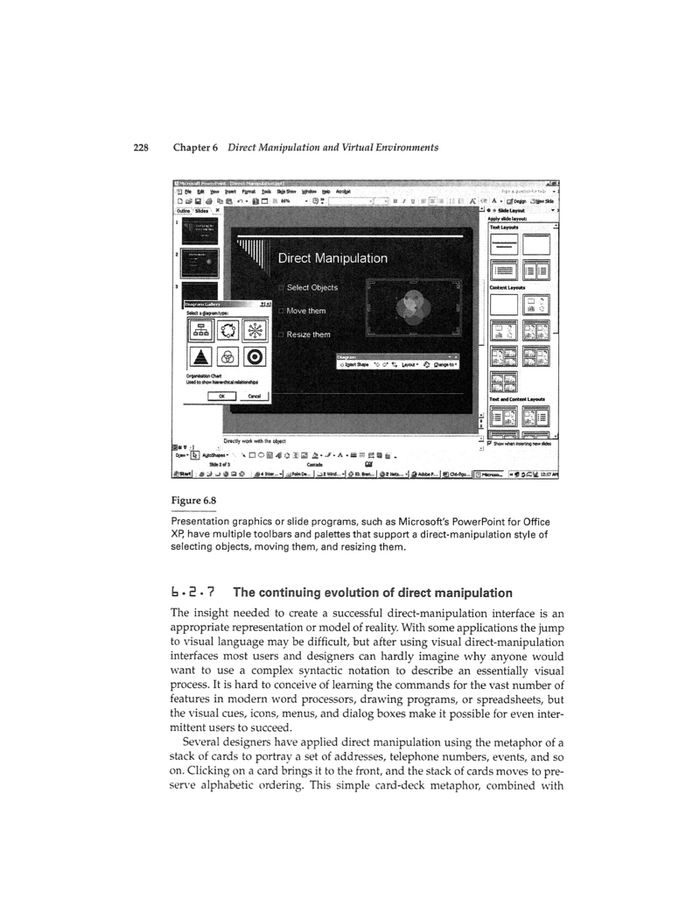 228 Chapter 6 Direct Manipulation and Virtual Environments
Microsoft PowerPoint - [Direct Manipulation.ppt]
File Edit View Insert Format Tools Slide Show Window Help Acrobat
Design New Slide
Outline Slides
Slide Layout
Apply slide layout:
Text Layouts
1
2
3
Direct Manipulation
Select Objects
Move them
Resize them
Content Layouts
Diagram Gallery
Select a diagram type:
Organization Chart
Used to show hierarchical relationships
OK Cancel
Diagram
Insert Shape Layout Change to
Text and Content Layouts
Show when inserting new slides
Directly work with the object
Draw AutoShapes
Slide 2 of 3 Cascade
Start
Figure 6.8
Presentation graphics or slide programs, such as Microsoft's PowerPoint for Office
XP, have multiple toolbars and palettes that support a direct-manipulation style of
selecting objects, moving them, and resizing them.
6.2.7 The continuing evolution of direct manipulation
The insight needed to create a successful direct-manipulation interface is an
appropriate representation or model of reality. With some applications the jump
to visual language may be difficult, but after using visual direct-manipulation
interfaces most users and designers can hardly imagine why anyone would
want to use a complex syntactic notation to describe an essentially visual
process. It is hard to conceive of learning the commands for the vast number of
features in modern word processors, drawing programs, or spreadsheets, but
the visual cues, icons, menus, and dialog boxes make it possible for even inter-
mittent users to succeed.
Several designers have applied direct manipulation using the metaphor of a
stack of cards to portray a set of addresses, telephone numbers, events, and so
on. Clicking on a card brings it to the front, and the stack of cards moves to pre-
serve alphabetic ordering. This simple card-deck metaphor, combined with